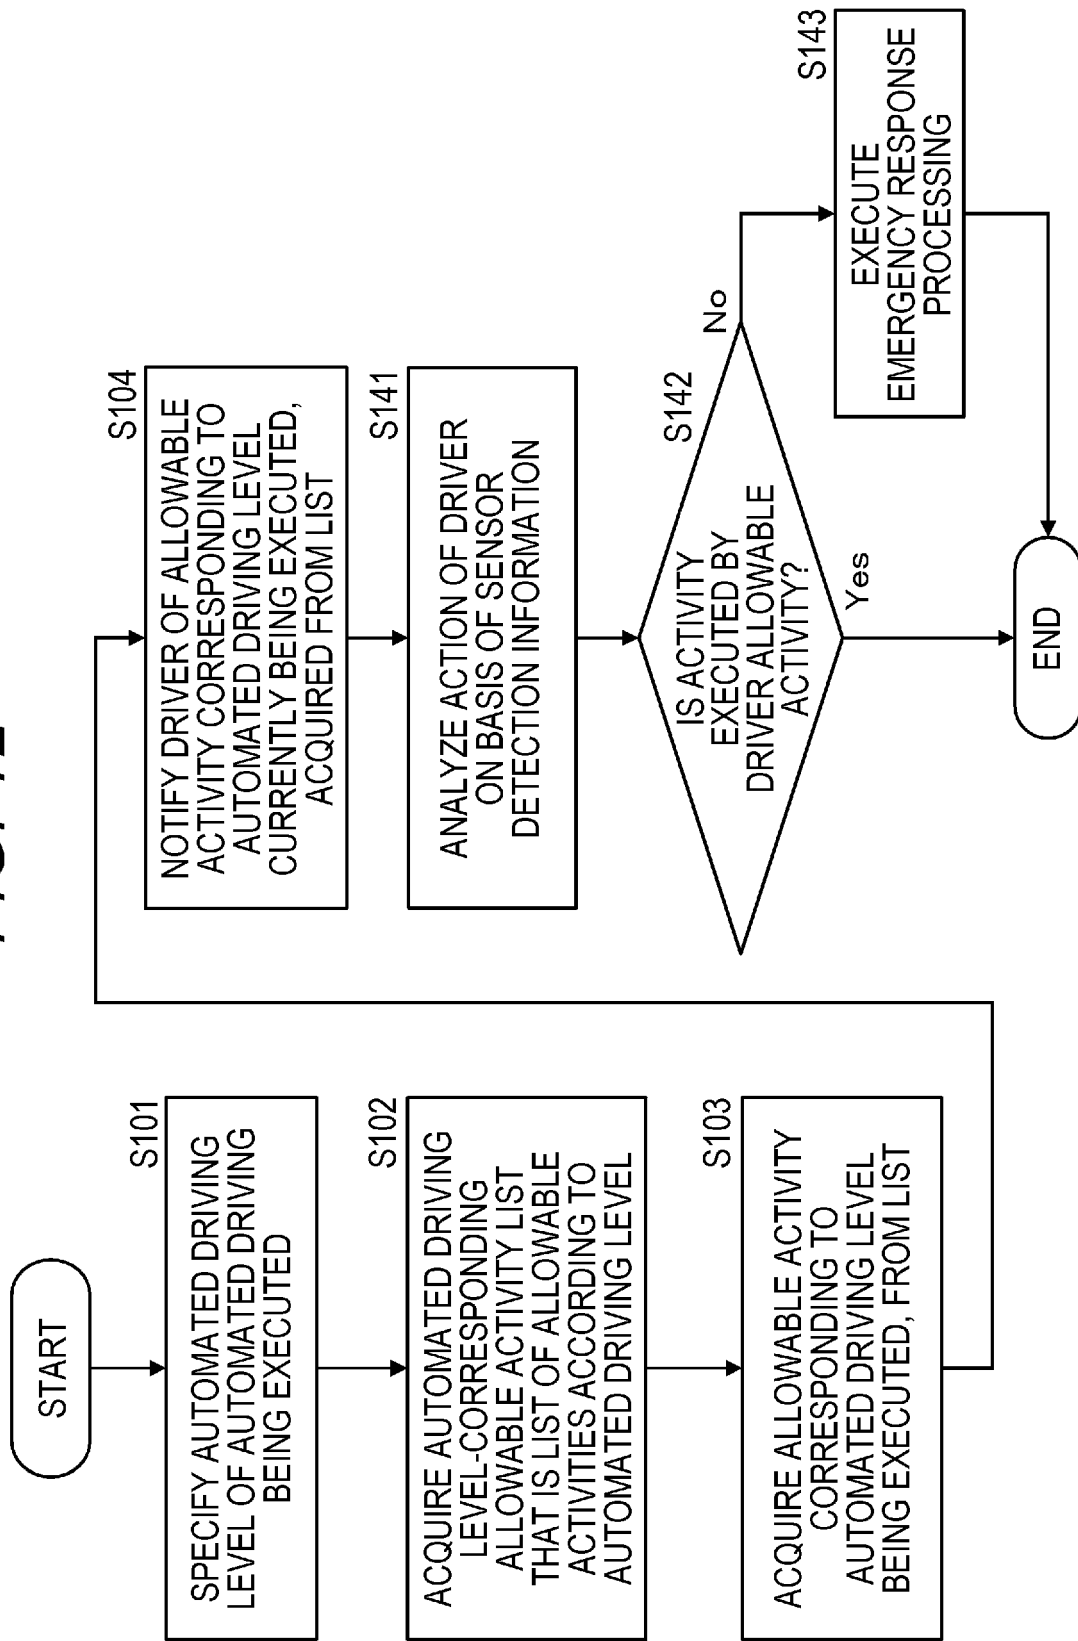 START
S101
SPECIFY AUTOMATED DRIVING
LEVEL OF AUTOMATED DRIVING
BEING EXECUTED
S102
ACQUIRE AUTOMATED DRIVING
LEVEL-CORRESPONDING
ALLOWABLE ACTIVITY LIST
THAT IS LIST OF ALLOWABLE
ACTIVITIES ACCORDING TO
AUTOMATED DRIVING LEVEL
S103
ACQUIRE ALLOWABLE ACTIVITY
CORRESPONDING TO
AUTOMATED DRIVING LEVEL
BEING EXECUTED, FROM LIST
S104
NOTIFY DRIVER OF ALLOWABLE
ACTIVITY CORRESPONDING TO
AUTOMATED DRIVING LEVEL
CURRENTLY BEING EXECUTED,
ACQUIRED FROM LIST
S141
ANALYZE ACTION OF DRIVER
ON BASIS OF SENSOR
DETECTION INFORMATION
S142
IS ACTIVITY
EXECUTED BY
DRIVER ALLOWABLE
ACTIVITY?
No
Yes
S143
EXECUTE
EMERGENCY RESPONSE
PROCESSING
END